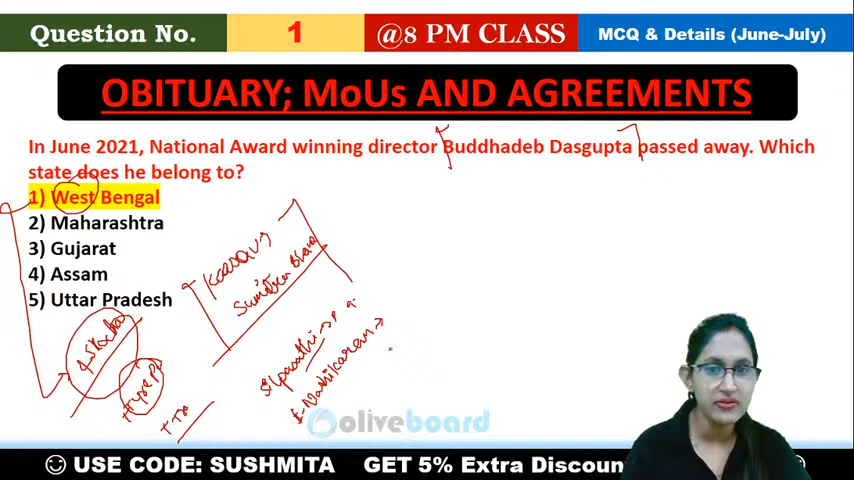 Question No.
1
@8 PM CLASS
MCQ & Details (June-July)
OBITUARY; MoUs AND AGREEMENTS
In June 2021, National Award winning director Buddhadeb Dasgupta passed away. Which
state does he belong to?
1) West Bengal
2) Maharashtra
3) Gujarat
4) Assam
5) Uttar Pradesh
oliveboard
USE CODE: SUSHMITA GET 5% Extra Discoun